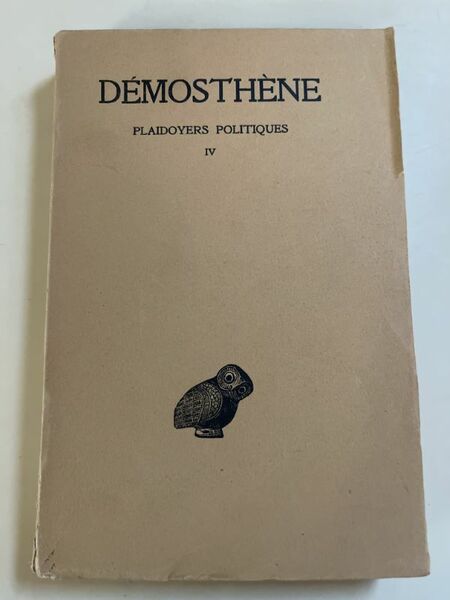 DÉMOSTHÈNE
PLAIDOYERS POLITIQUES
IV